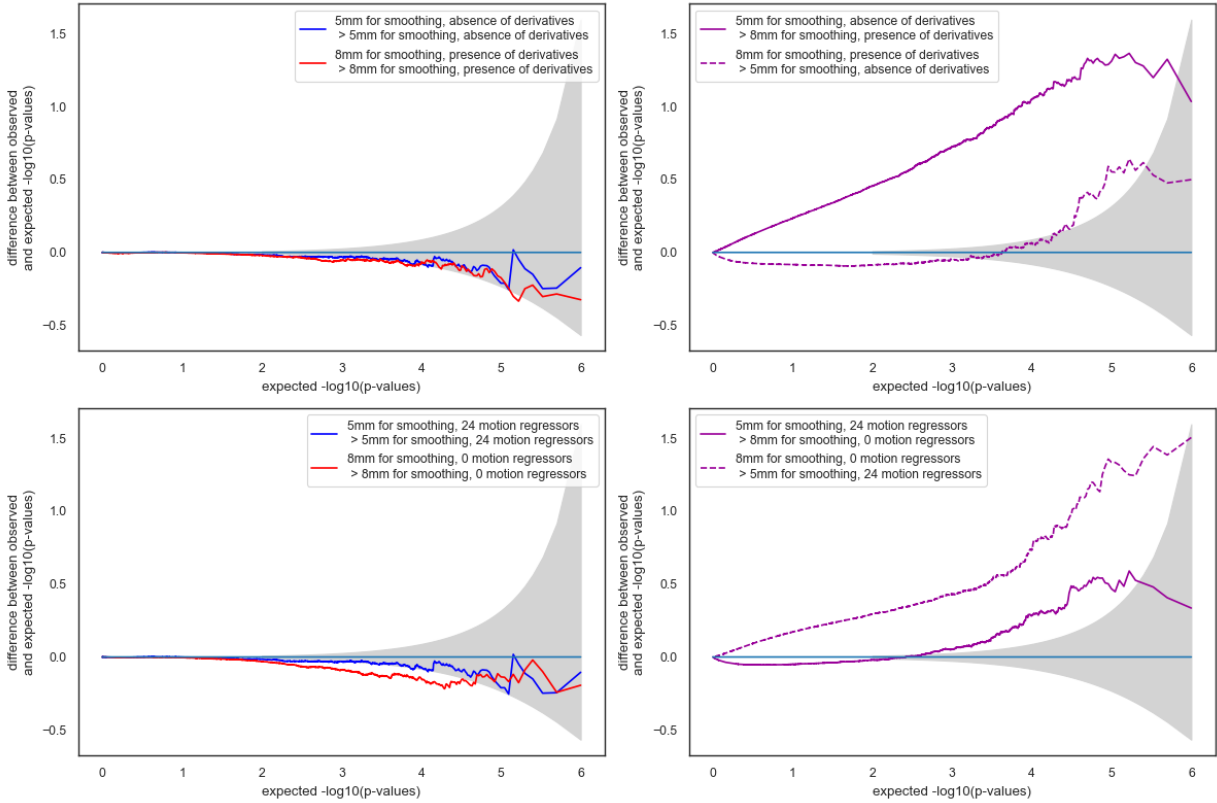 5mm for smoothing, absence of derivatives
> 5mm for smoothing, absence of derivatives
8mm for smoothing, presence of derivatives
> 8mm for smoothing, presence of derivatives
1.5
1.0
0.5
0.0
−0.5
difference between observed
and expected -log10(p-values)
0 1 2 3 4 5 6
expected -log10(p-values)
5mm for smoothing, absence of derivatives
> 8mm for smoothing, presence of derivatives
8mm for smoothing, presence of derivatives
> 5mm for smoothing, absence of derivatives
1.5
1.0
0.5
0.0
−0.5
difference between observed
and expected -log10(p-values)
0 1 2 3 4 5 6
expected -log10(p-values)
5mm for smoothing, 24 motion regressors
> 5mm for smoothing, 24 motion regressors
8mm for smoothing, 0 motion regressors
> 8mm for smoothing, 0 motion regressors
1.5
1.0
0.5
0.0
−0.5
difference between observed
and expected -log10(p-values)
0 1 2 3 4 5 6
expected -log10(p-values)
5mm for smoothing, 24 motion regressors
> 8mm for smoothing, 0 motion regressors
8mm for smoothing, 0 motion regressors
> 5mm for smoothing, 24 motion regressors
1.5
1.0
0.5
0.0
−0.5
difference between observed
and expected -log10(p-values)
0 1 2 3 4 5 6
expected -log10(p-values)